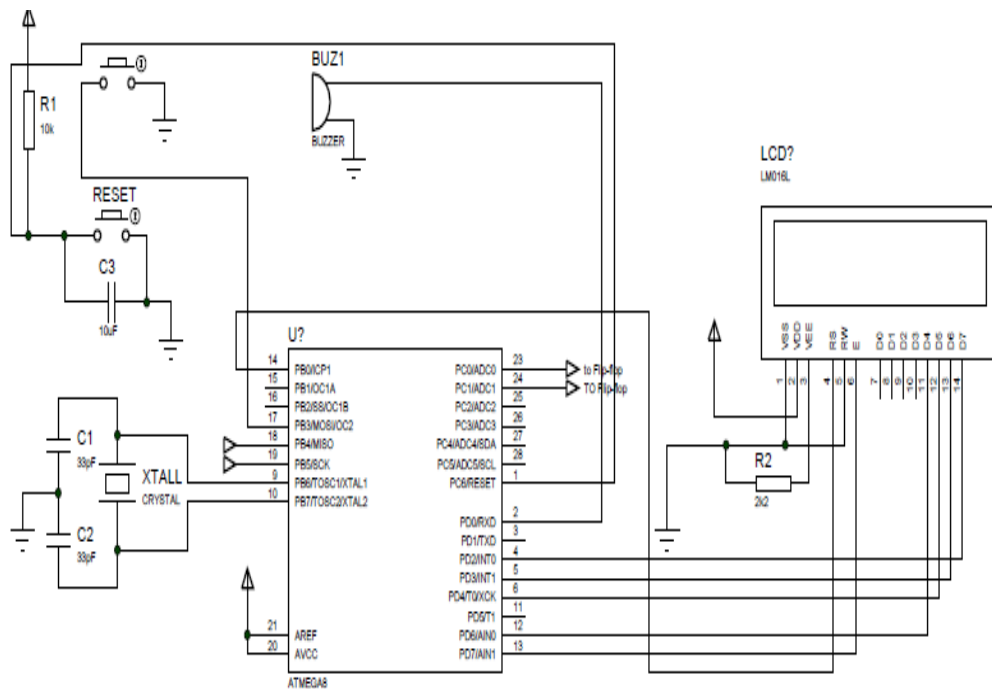 BUZ1
BUZZER
R1
10k
RESET
C3
10uF
C1
33pF
C2
33pF
XTALL
CRYSTAL
U?
14 PB0/ICP1
15 PB1/OC1A
16 PB2/SS/OC1B
17 PB3/MOSI/OC2
18 PB4/MISO
19 PB5/SCK
9 PB6/TOSC1/XTAL1
10 PB7/TOSC2/XTAL2
21 AREF
20 AVCC
PC0/ADC0 23
PC1/ADC1 24
PC2/ADC2 25
PC3/ADC3 26
PC4/ADC4/SDA 27
PC5/ADC5/SCL 28
PC6/RESET 1
PD0/RXD 2
PD1/TXD 3
PD2/INT0 4
PD3/INT1 5
PD4/T0/XCK 6
PD5/T1 11
PD6/AIN0 12
PD7/AIN1 13
ATMEGA8
to Flip-flop
TO Flip-flop
LCD?
LM016L
VSS VDD VEE RS RW E D0 D1 D2 D3 D4 D5 D6 D7
1 2 3 4 5 6 7 8 9 10 11 12 13 14
R2
2k2